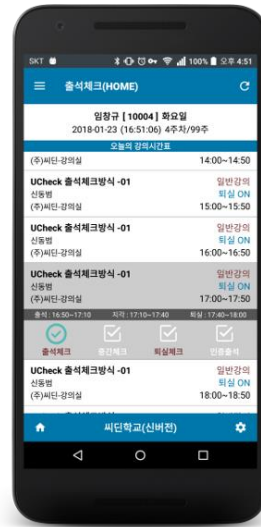 SKT 100% 오후 4:51
출석체크(HOME)
임창규 [ 10004 ] 화요일
2018-01-23 (16:51:06) 4주차/99주
오늘의 강의시간표
(주)씨딘-강의실 14:00~14:50
UCheck 출석체크방식 -01 일반강의
신동범 퇴실 ON
(주)씨딘-강의실 15:00~15:50
UCheck 출석체크방식 -01 일반강의
신동범 퇴실 ON
(주)씨딘-강의실 16:00~16:50
UCheck 출석체크방식 -01 일반강의
신동범 퇴실 ON
(주)씨딘-강의실 17:00~17:50
출석 : 16:50~17:10 지각 : 17:10~17:40 퇴실 : 17:40~18:00
출석체크 중간체크 퇴실체크 인증출석
UCheck 출석체크방식 -01 일반강의
신동범 퇴실 ON
(주)씨딘-강의실 18:00~18:50
씨딘학교(신버전)